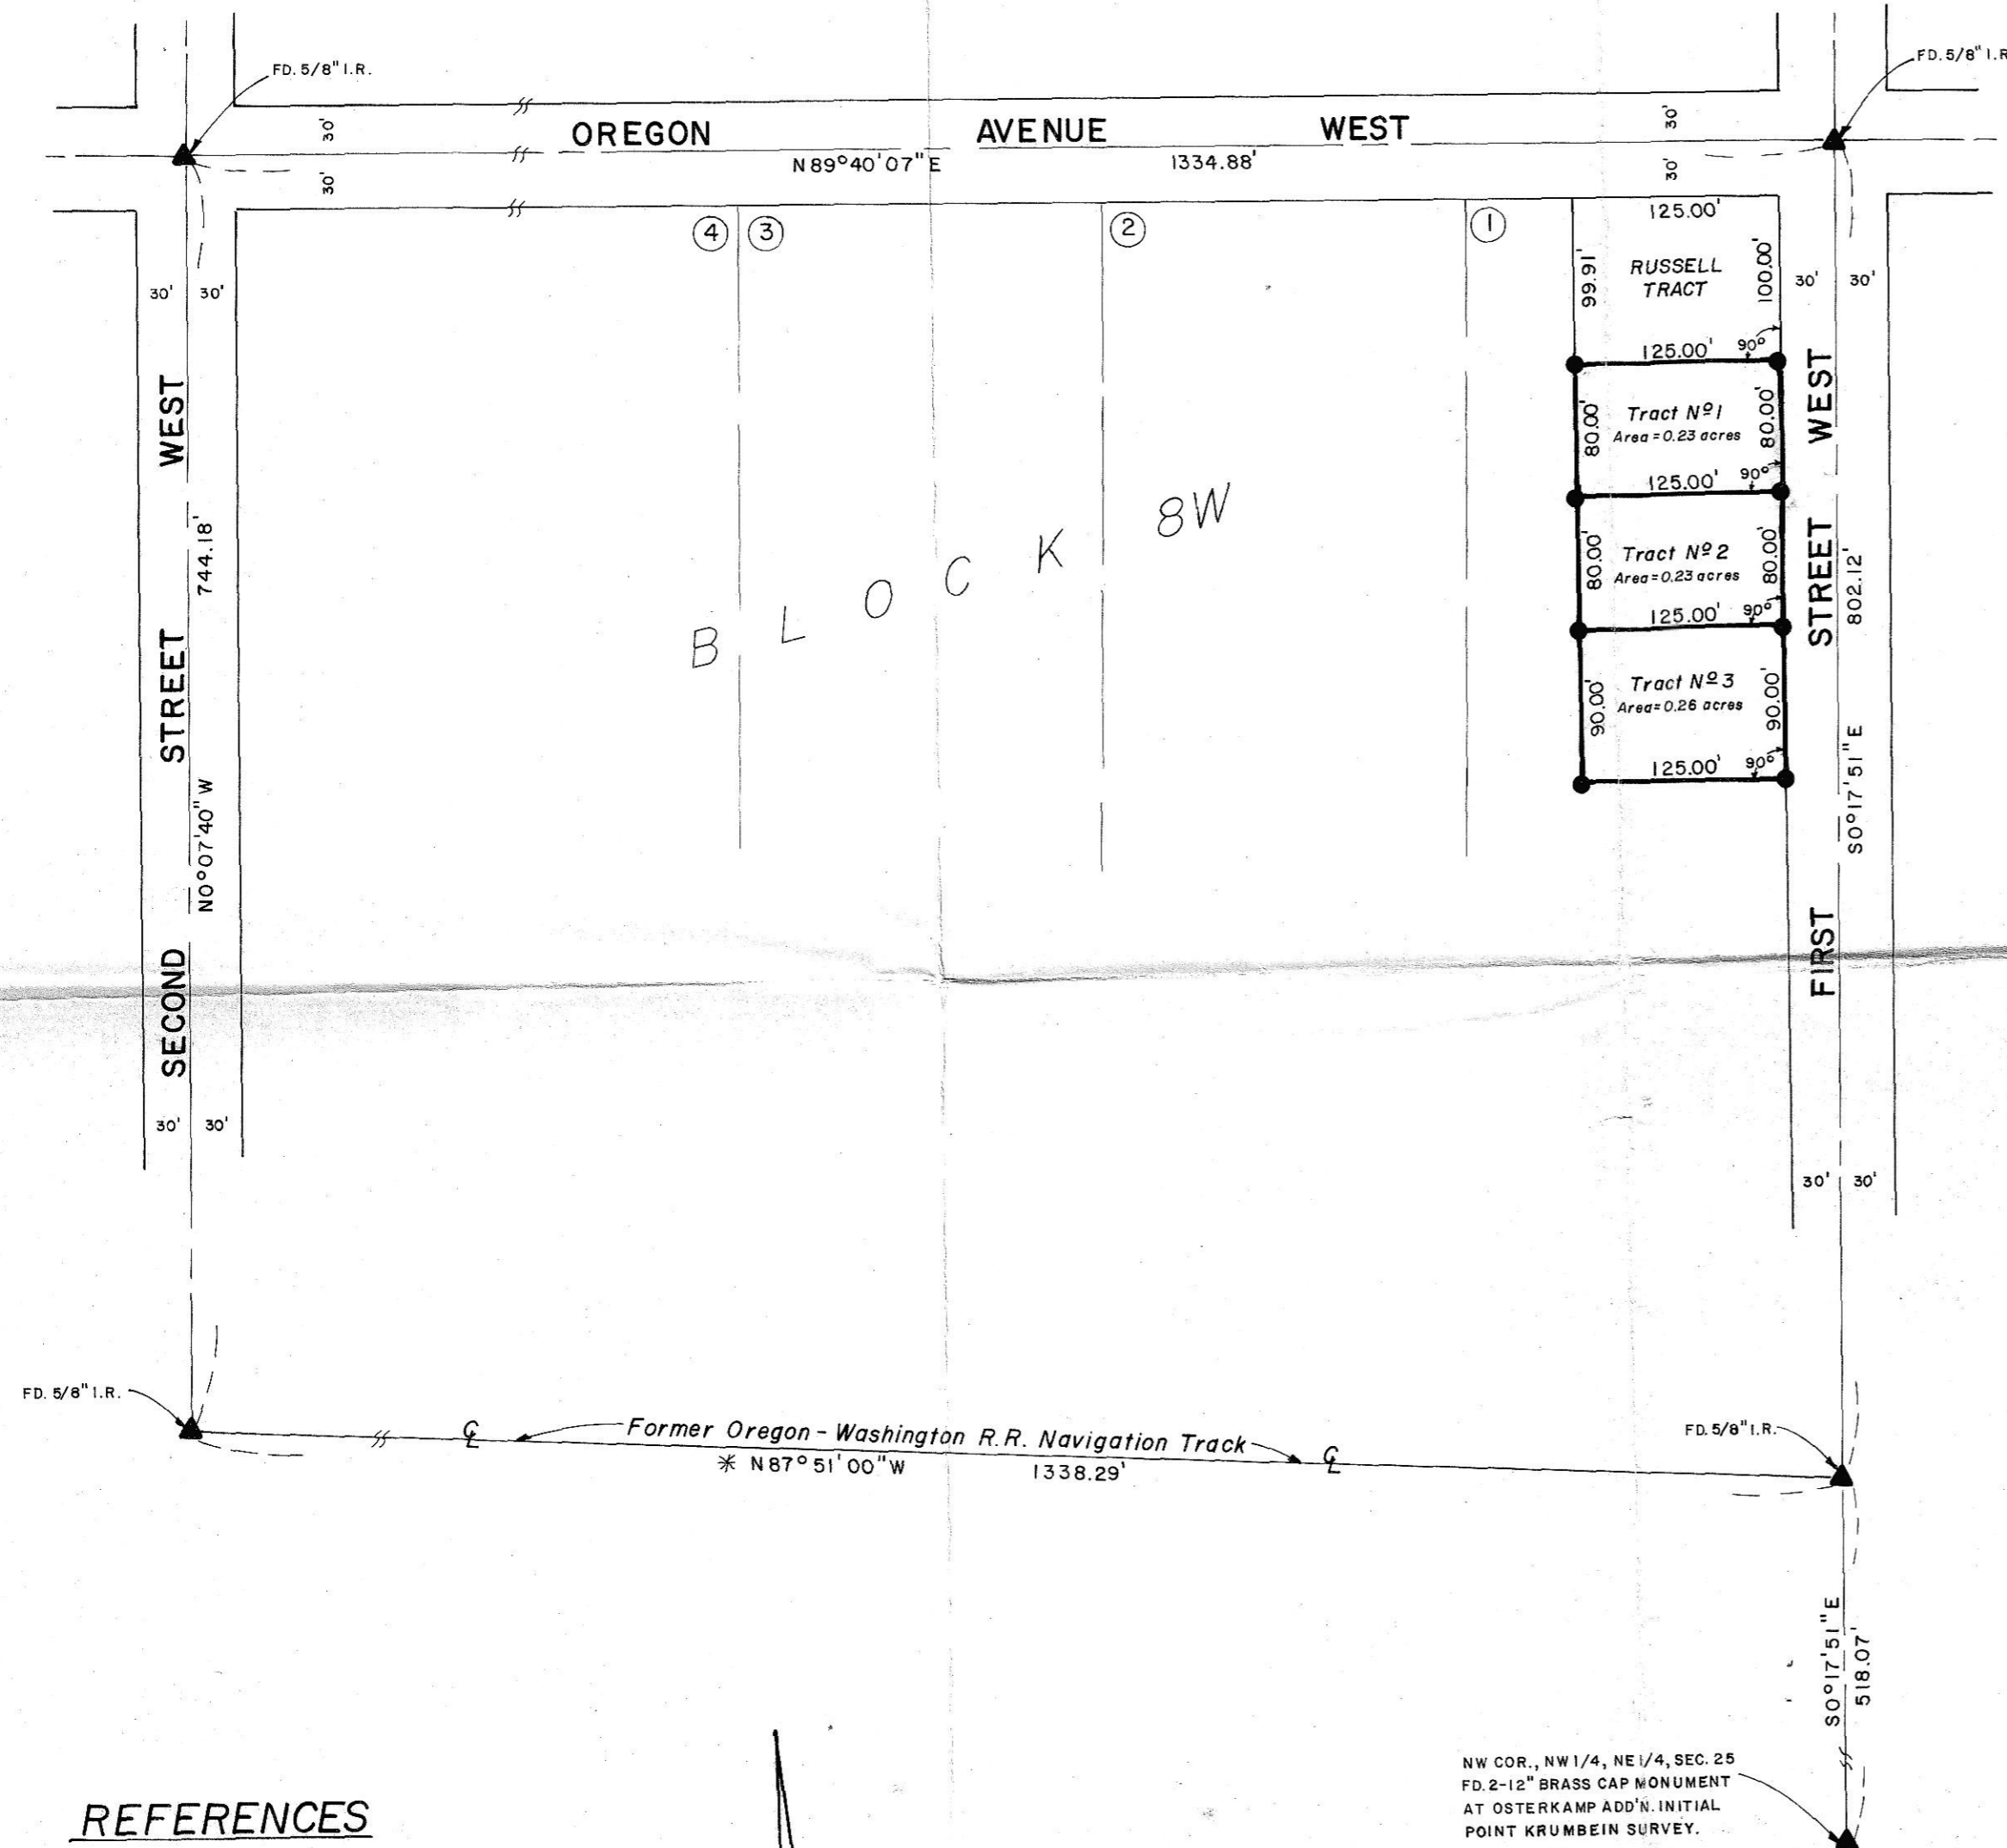 FD. 5/8" I.R.
FD. 5/8" I.R
OREGON AVENUE WEST
30'
30'
30'
30'
N89°40'07"E 1334.88'
4
3
2
1
125.00'
RUSSELL
TRACT
99.91'
100.00'
125.00' 90°
30' 30'
30' 30'
Tract Nº1
Area = 0.23 acres
80.00'
80.00'
125.00' 90°
Tract Nº2
Area = 0.23 acres
80.00'
80.00'
125.00' 90°
Tract Nº3
Area = 0.26 acres
90.00'
90.00'
125.00' 90°
BLOCK 8W
SECOND STREET WEST
N0°07'40"W 744.18'
FIRST STREET WEST
S0°17'51"E 802.12'
30' 30'
30' 30'
FD. 5/8" I.R.
℄
Former Oregon - Washington R.R. Navigation Track
℄
FD. 5/8" I.R.
* N87°51'00"W 1338.29'
S0°17'51"E
518.07'
NW COR., NW 1/4, NE 1/4, SEC. 25
FD. 2-12" BRASS CAP MONUMENT
AT OSTERKAMP ADD'N. INITIAL
POINT KRUMBEIN SURVEY.
REFERENCES